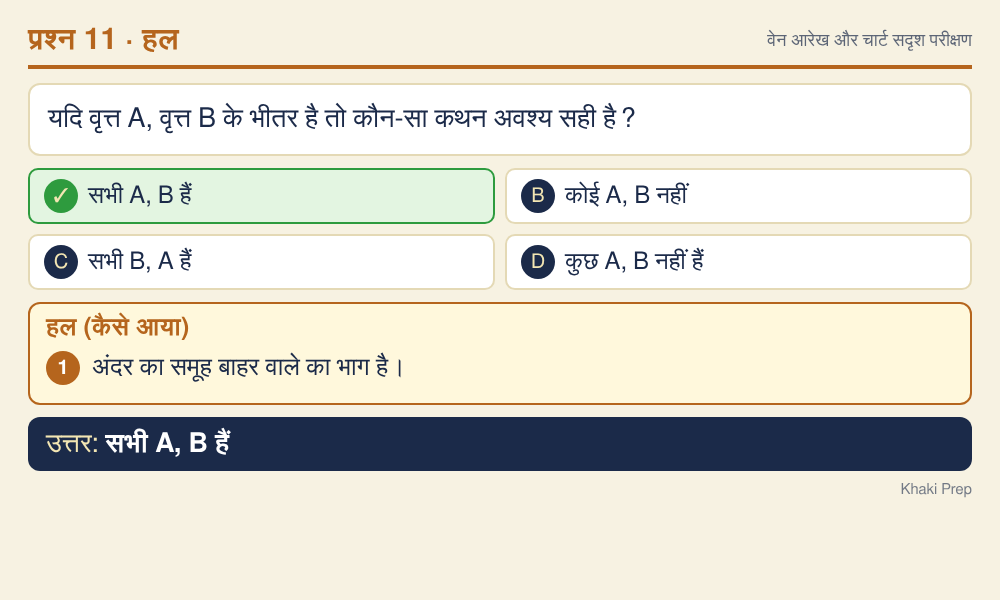 प्रश्न 11 · हल
वेन आरेख और चार्ट सदृश परीक्षण
यदि वृत्त A, वृत्त B के भीतर है तो कौन-सा कथन अवश्य सही है ?
✓ सभी A, B हैं
B कोई A, B नहीं
C सभी B, A हैं
D कुछ A, B नहीं हैं
हल (कैसे आया)
1 अंदर का समूह बाहर वाले का भाग है।
उत्तर: सभी A, B हैं
Khaki Prep